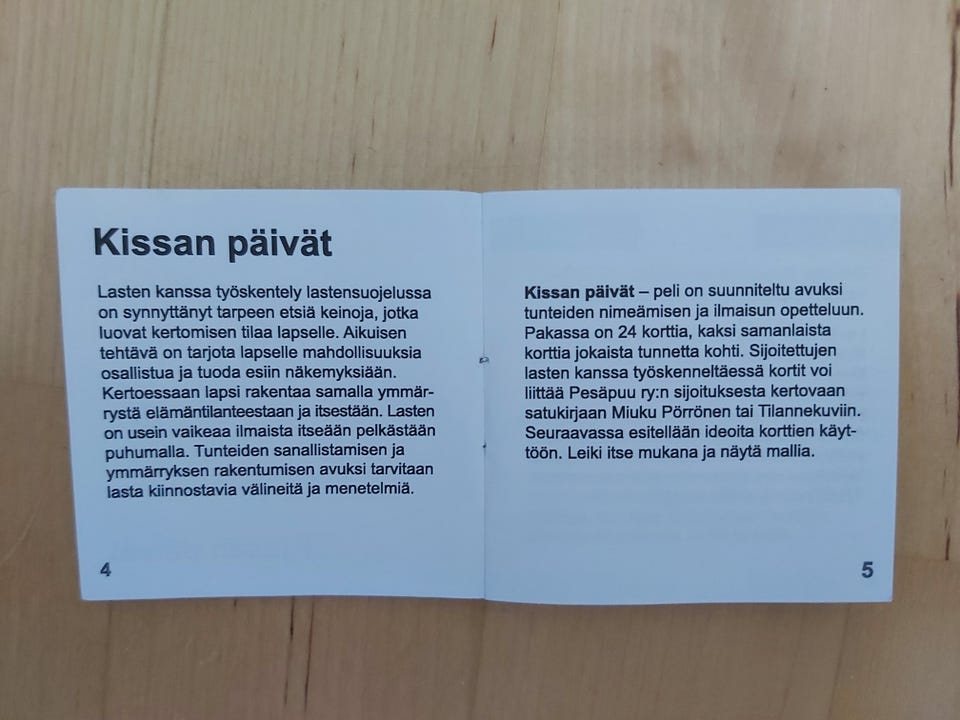 Kissan päivät
Lasten kanssa työskentely lastensuojelussa
on synnyttänyt tarpeen etsiä keinoja, jotka
luovat kertomisen tilaa lapselle. Aikuisen
tehtävä on tarjota lapselle mahdollisuuksia
osallistua ja tuoda esiin näkemyksiään.
Kertoessaan lapsi rakentaa samalla ymmär-
rystä elämäntilanteestaan ja itsestään. Lasten
on usein vaikeaa ilmaista itseään pelkästään
puhumalla. Tunteiden sanallistamisen ja
ymmärryksen rakentumisen avuksi tarvitaan
lasta kiinnostavia välineitä ja menetelmiä.
4
Kissan päivät – peli on suunniteltu avuksi
tunteiden nimeämisen ja ilmaisun opetteluun.
Pakassa on 24 korttia, kaksi samanlaista
korttia jokaista tunnetta kohti. Sijoitettujen
lasten kanssa työskenneltäessä kortit voi
liittää Pesäpuu ry:n sijoituksesta kertovaan
satukirjaan Miuku Pörrönen tai Tilannekuviin.
Seuraavassa esitellään ideoita korttien käyt-
töön. Leiki itse mukana ja näytä mallia.
5